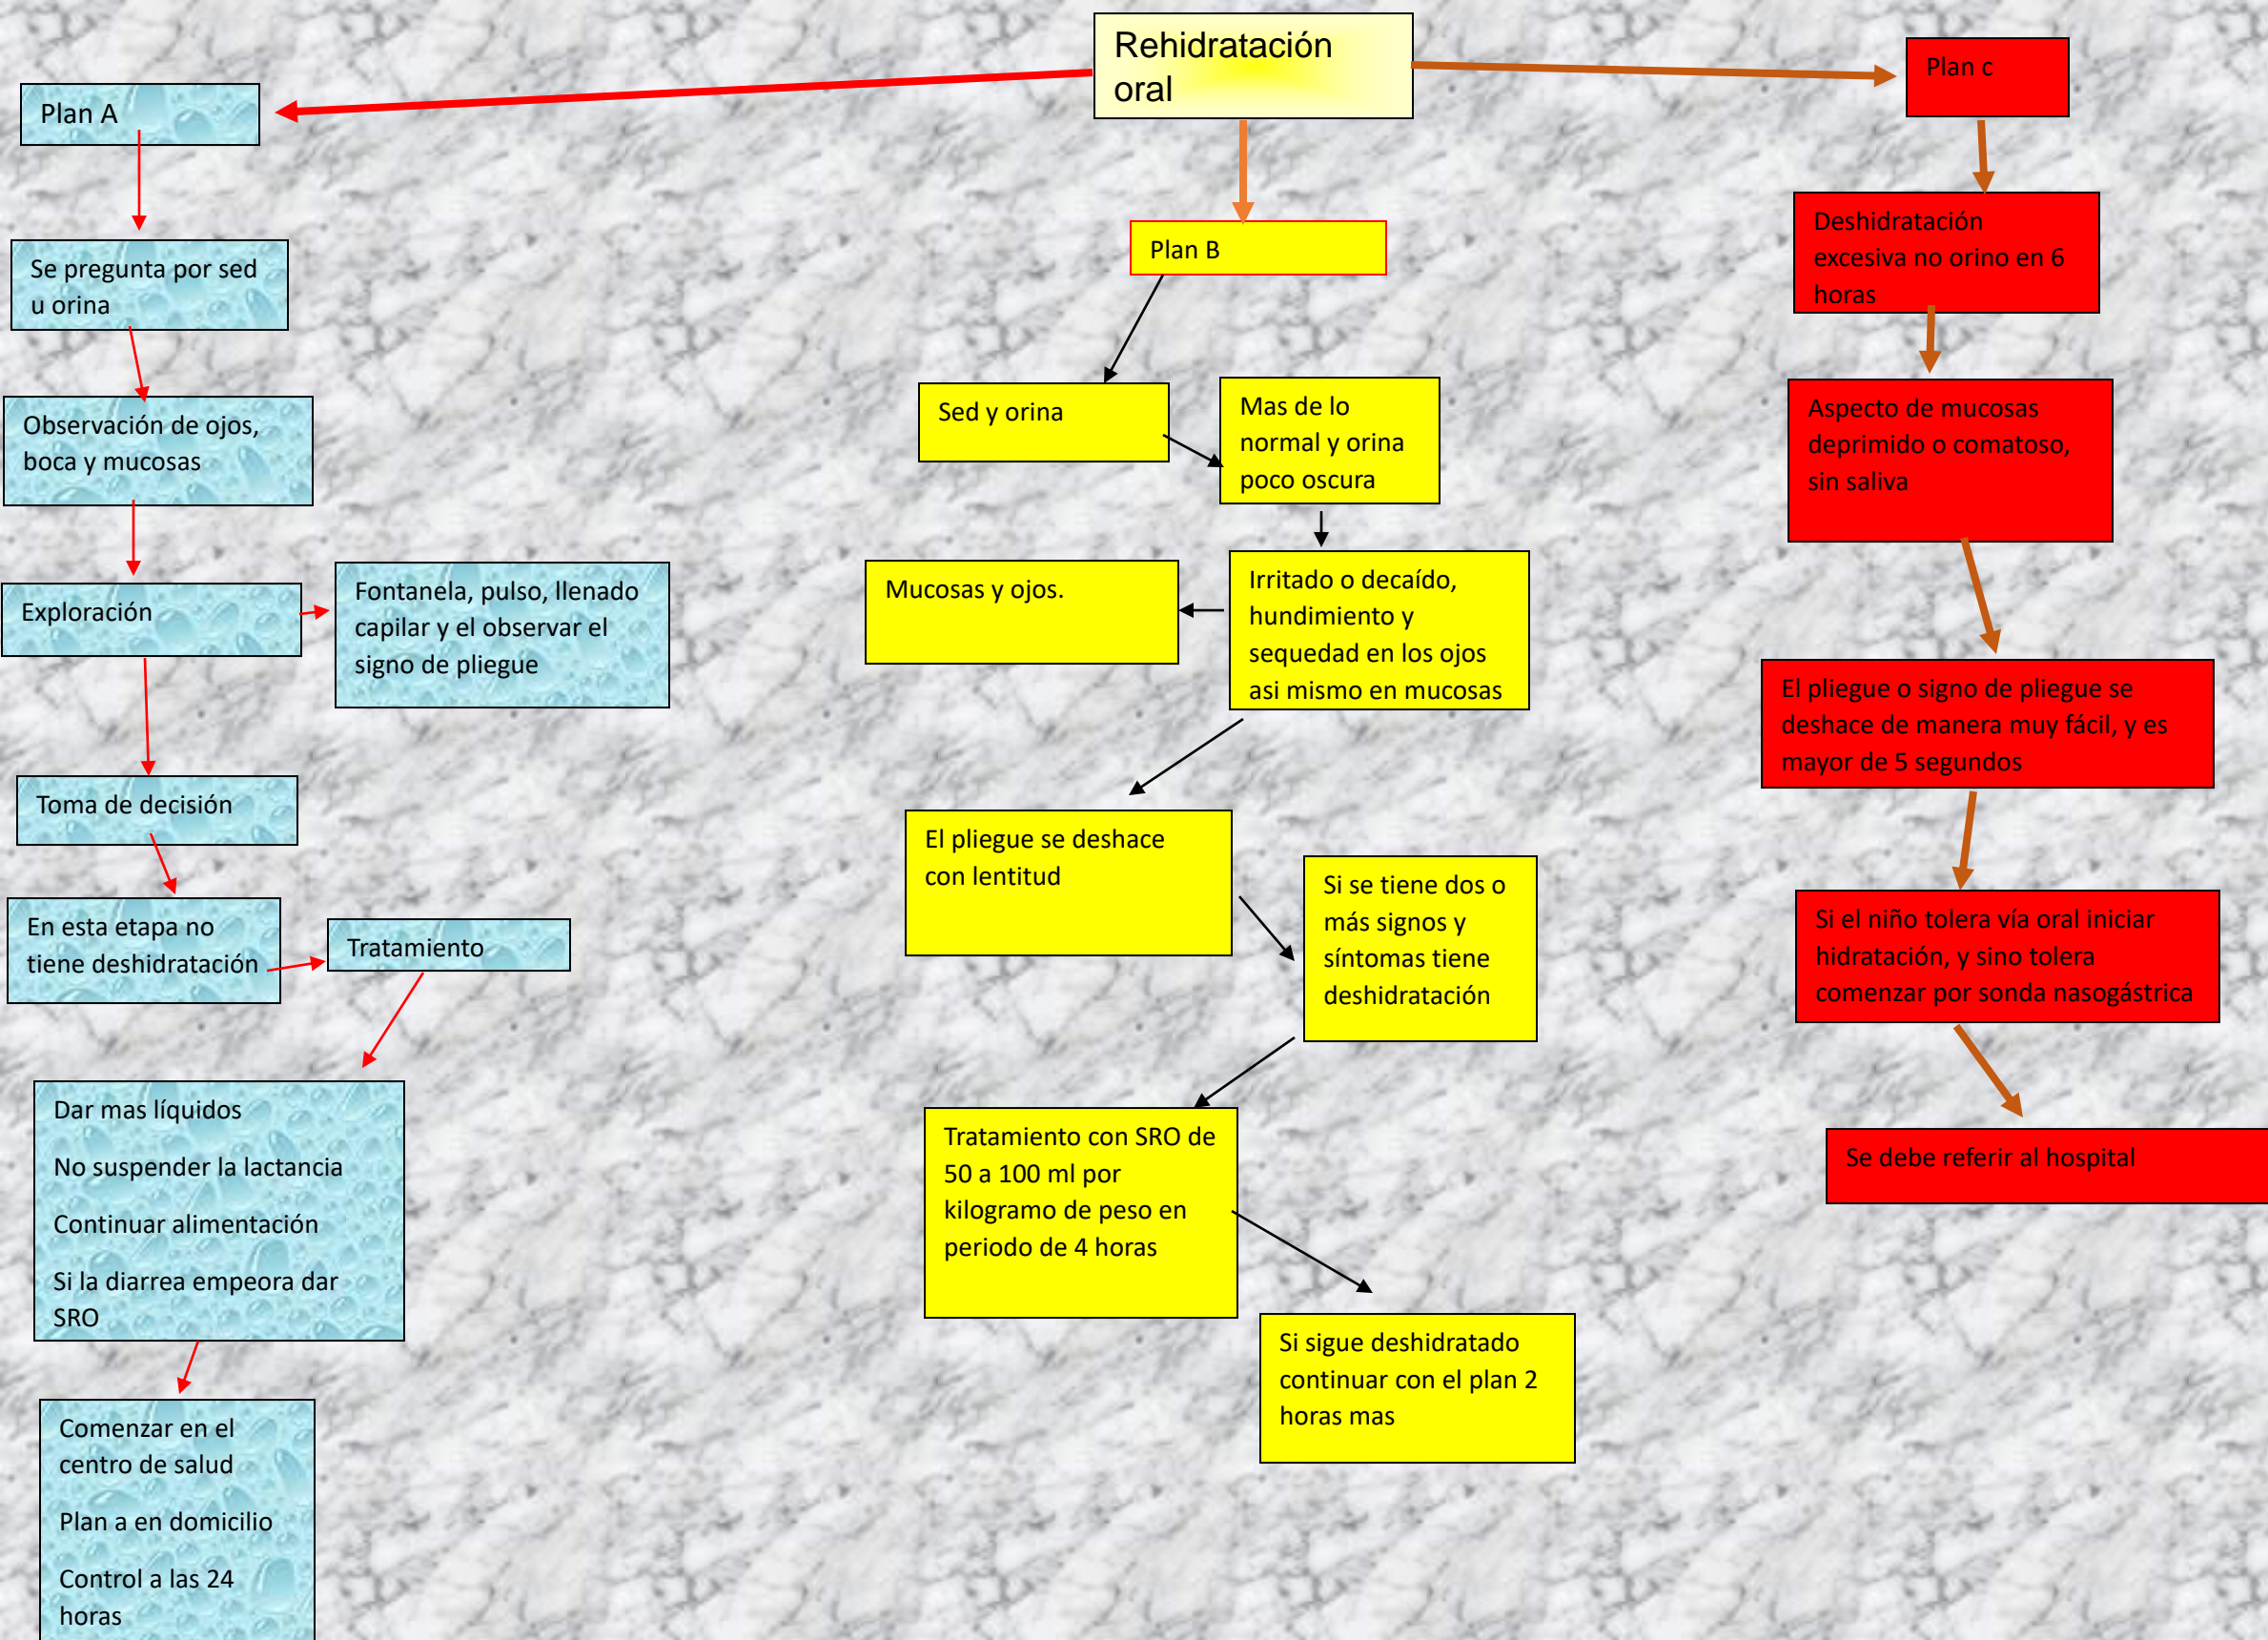 Rehidratación
oral
Plan A
Se pregunta por sed
u orina
Observación de ojos,
boca y mucosas
Exploración
Fontanela, pulso, llenado
capilar y el observar el
signo de pliegue
Toma de decisión
En esta etapa no
tiene deshidratación
Tratamiento
Dar mas líquidos
No suspender la lactancia
Continuar alimentación
Si la diarrea empeora dar
SRO
Comenzar en el
centro de salud
Plan a en domicilio
Control a las 24
horas
Plan B
Sed y orina
Mas de lo
normal y orina
poco oscura
Irritado o decaído,
hundimiento y
sequedad en los ojos
asi mismo en mucosas
Mucosas y ojos.
El pliegue se deshace
con lentitud
Si se tiene dos o
más signos y
síntomas tiene
deshidratación
Tratamiento con SRO de
50 a 100 ml por
kilogramo de peso en
periodo de 4 horas
Si sigue deshidratado
continuar con el plan 2
horas mas
Plan c
Deshidratación
excesiva no orino en 6
horas
Aspecto de mucosas
deprimido o comatoso,
sin saliva
El pliegue o signo de pliegue se
deshace de manera muy fácil, y es
mayor de 5 segundos
Si el niño tolera vía oral iniciar
hidratación, y sino tolera
comenzar por sonda nasogástrica
Se debe referir al hospital